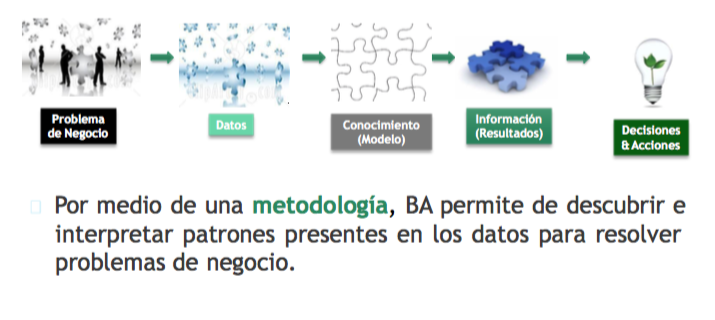 Problema
de Negocio
Datos
Conocimiento
(Modelo)
Información
(Resultados)
Decisiones
& Acciones
Por medio de una metodología, BA permite de descubrir e
interpretar patrones presentes en los datos para resolver
problemas de negocio.